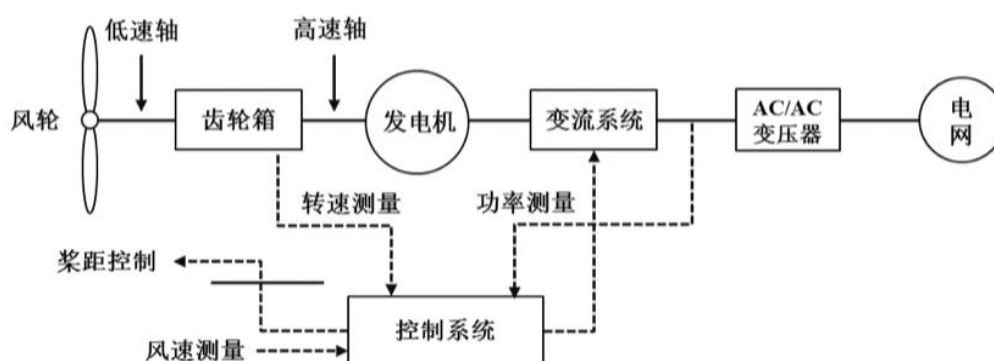 低速轴
高速轴
风轮
齿轮箱
发电机
变流系统
AC/AC
变压器
电
网
转速测量
功率测量
桨距控制
控制系统
风速测量